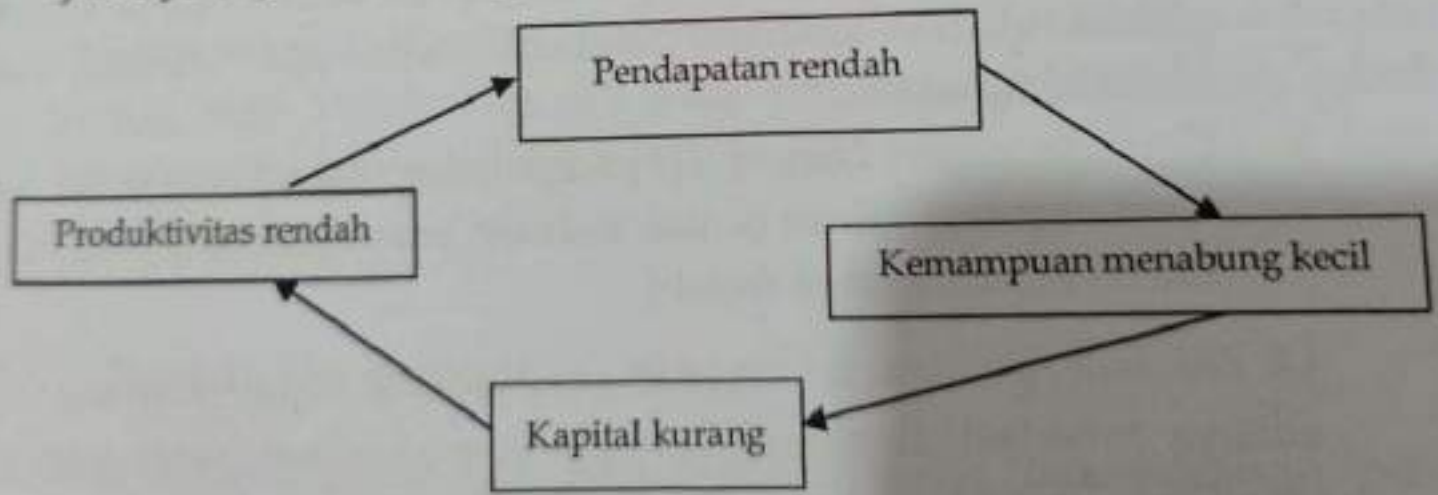 Pendapatan rendah
Produktivitas rendah
Kemampuan menabung kecil
Kapital kurang